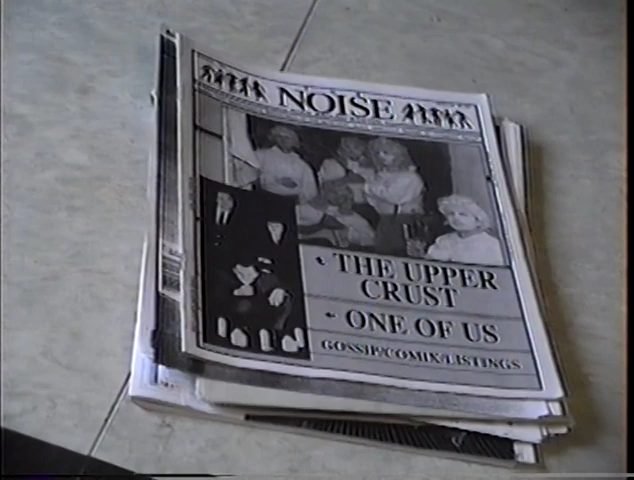 NOISE
THE UPPER
CRUST
ONE OF US
GOSSIP/COMIX/LISTINGS